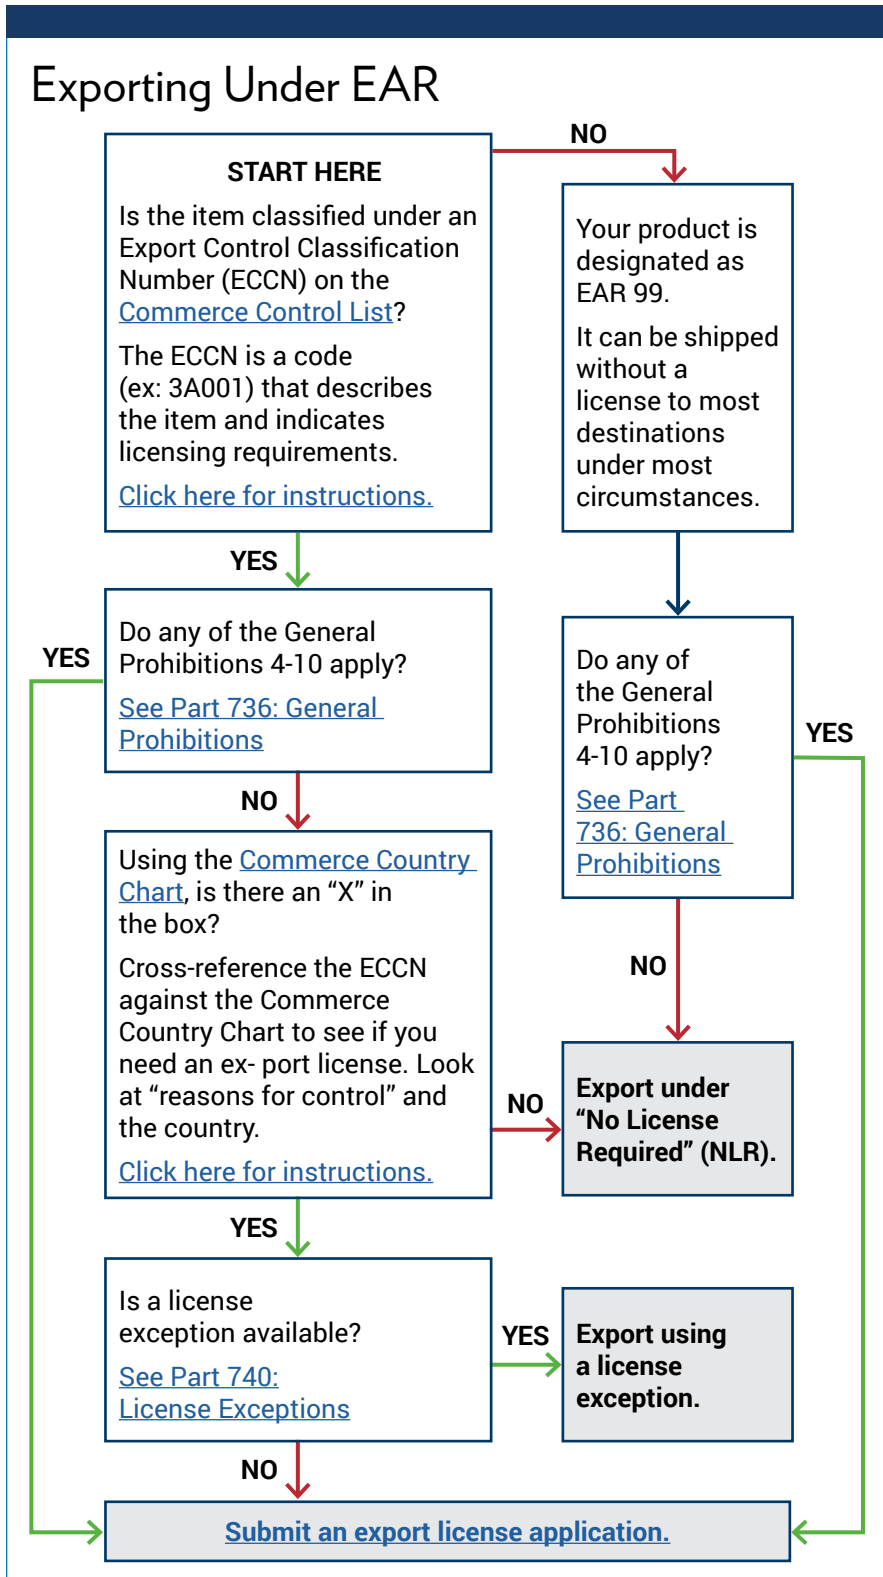 Exporting Under EAR
NO
START HERE
Is the item classified under an
Export Control Classification
Number (ECCN) on the
Commerce Control List?
The ECCN is a code
(ex: 3A001) that describes
the item and indicates
licensing requirements.
Click here for instructions.
Your product is
designated as
EAR 99.
It can be shipped
without a
license to most
destinations
under most
circumstances.
YES
YES
Do any of the General
Prohibitions 4-10 apply?
See Part 736: General
Prohibitions
Do any of
the General
Prohibitions
4-10 apply?
See Part
736: General
Prohibitions
YES
NO
Using the Commerce Country
Chart, is there an “X” in
the box?
Cross-reference the ECCN
against the Commerce
Country Chart to see if you
need an ex- port license. Look
at “reasons for control” and
the country.
Click here for instructions.
NO
NO
Export under
“No License
Required” (NLR).
YES
Is a license
exception available?
See Part 740:
License Exceptions
YES
Export using
a license
exception.
NO
Submit an export license application.